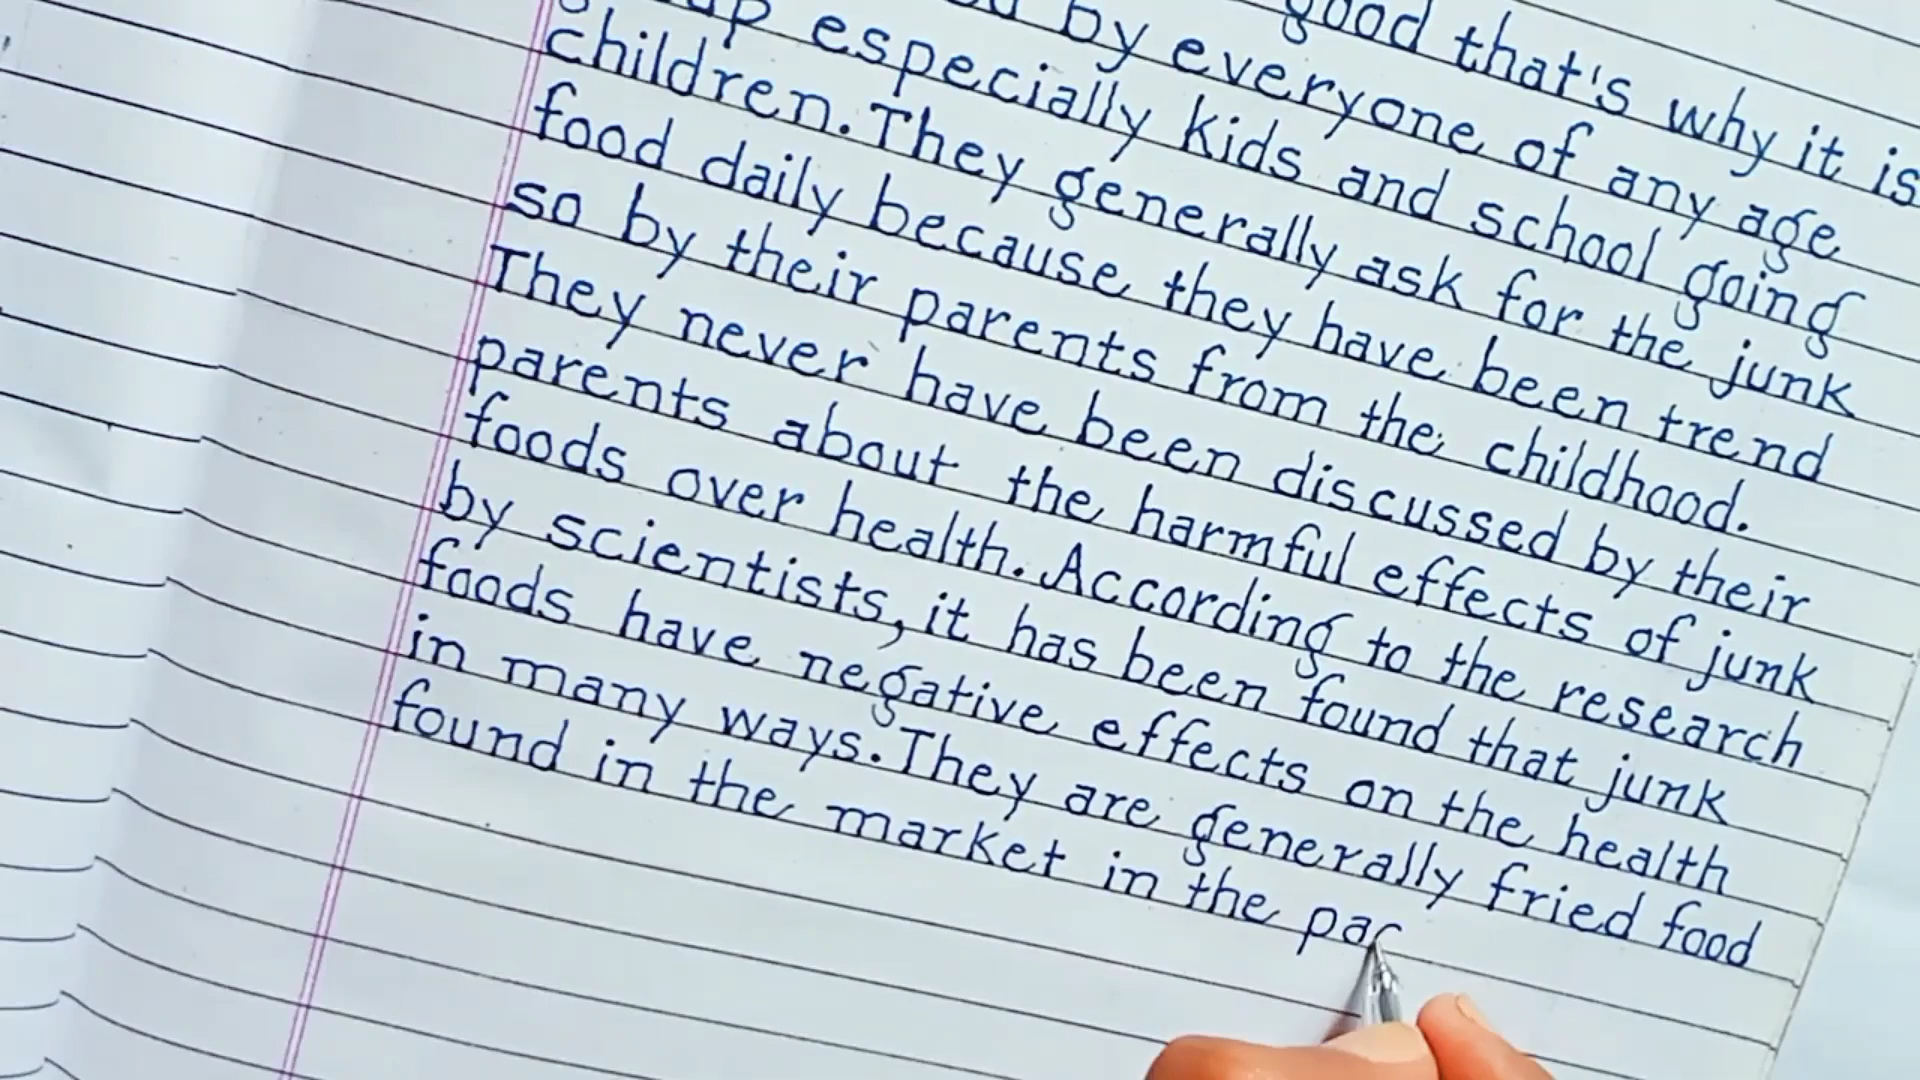 good that's why it is
by everyone of any age
especially kids and school going
children. They generally ask for the junk
food daily because they have been trend
so by their parents from the childhood.
They never have been discussed by their
parents about the harmful effects of junk
foods over health. According to the research
by scientists, it has been found that junk
foods have negative effects on the health
in many ways. They are generally fried food
found in the market in the pac